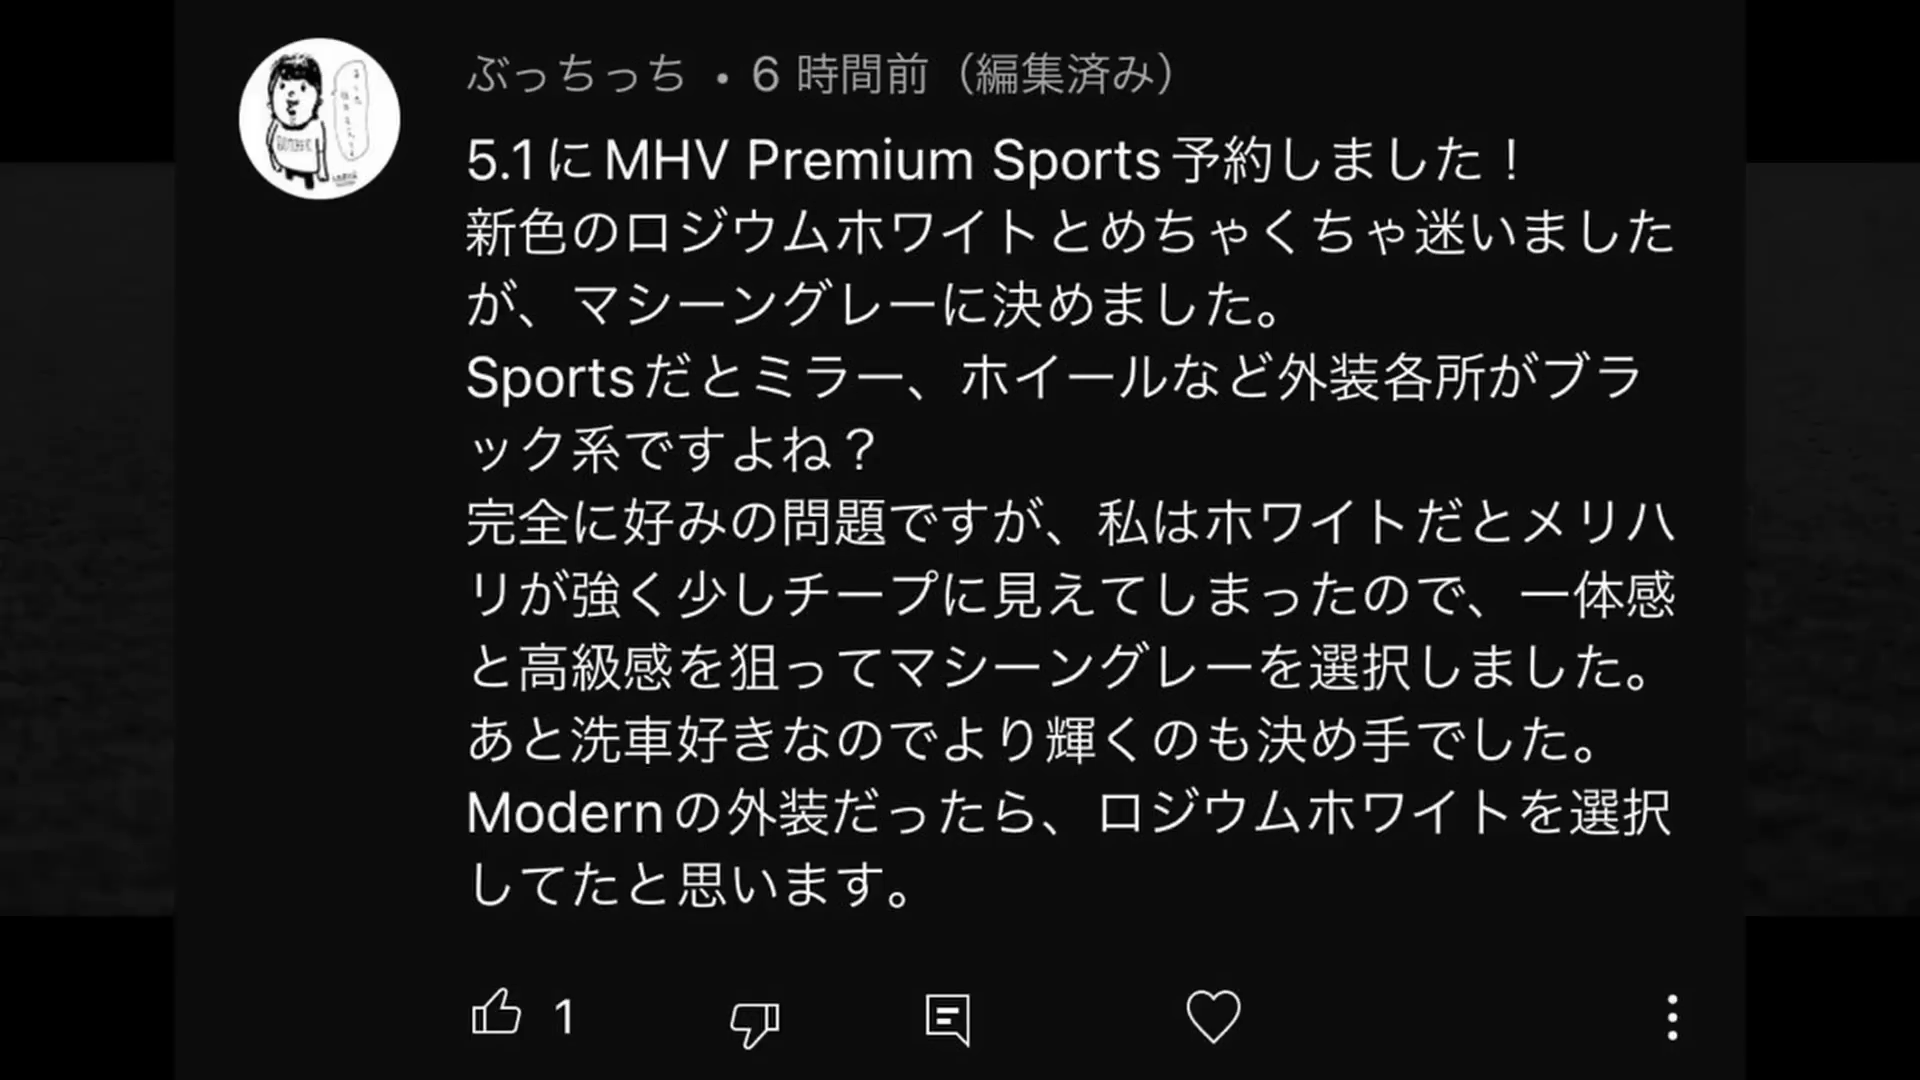 ぶっちっち・6 時間前（編集済み）
5.1にMHV Premium Sports予約しました！
新色のロジウムホワイトとめちゃくちゃ迷いました
が、マシーングレーに決めました。
Sportsだとミラー、ホイールなど外装各所がブラ
ック系ですよね？
完全に好みの問題ですが、私はホワイトだとメリハ
リが強く少しチープに見えてしまったので、一体感
と高級感を狙ってマシーングレーを選択しました。
あと洗車好きなのでより輝くのも決め手でした。
Modernの外装だったら、ロジウムホワイトを選択
してたと思います。
1